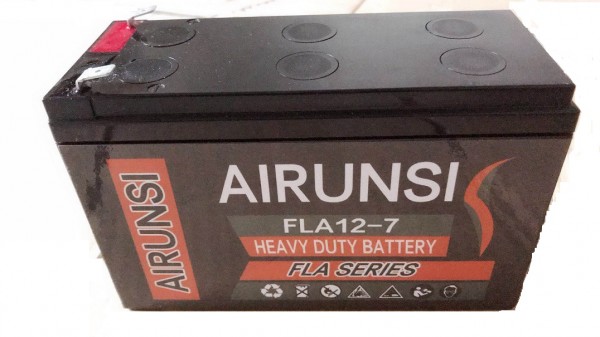 AIRUNSI
AIRUNSI
FLA12-7
HEAVY DUTY BATTERY
FLA SERIES